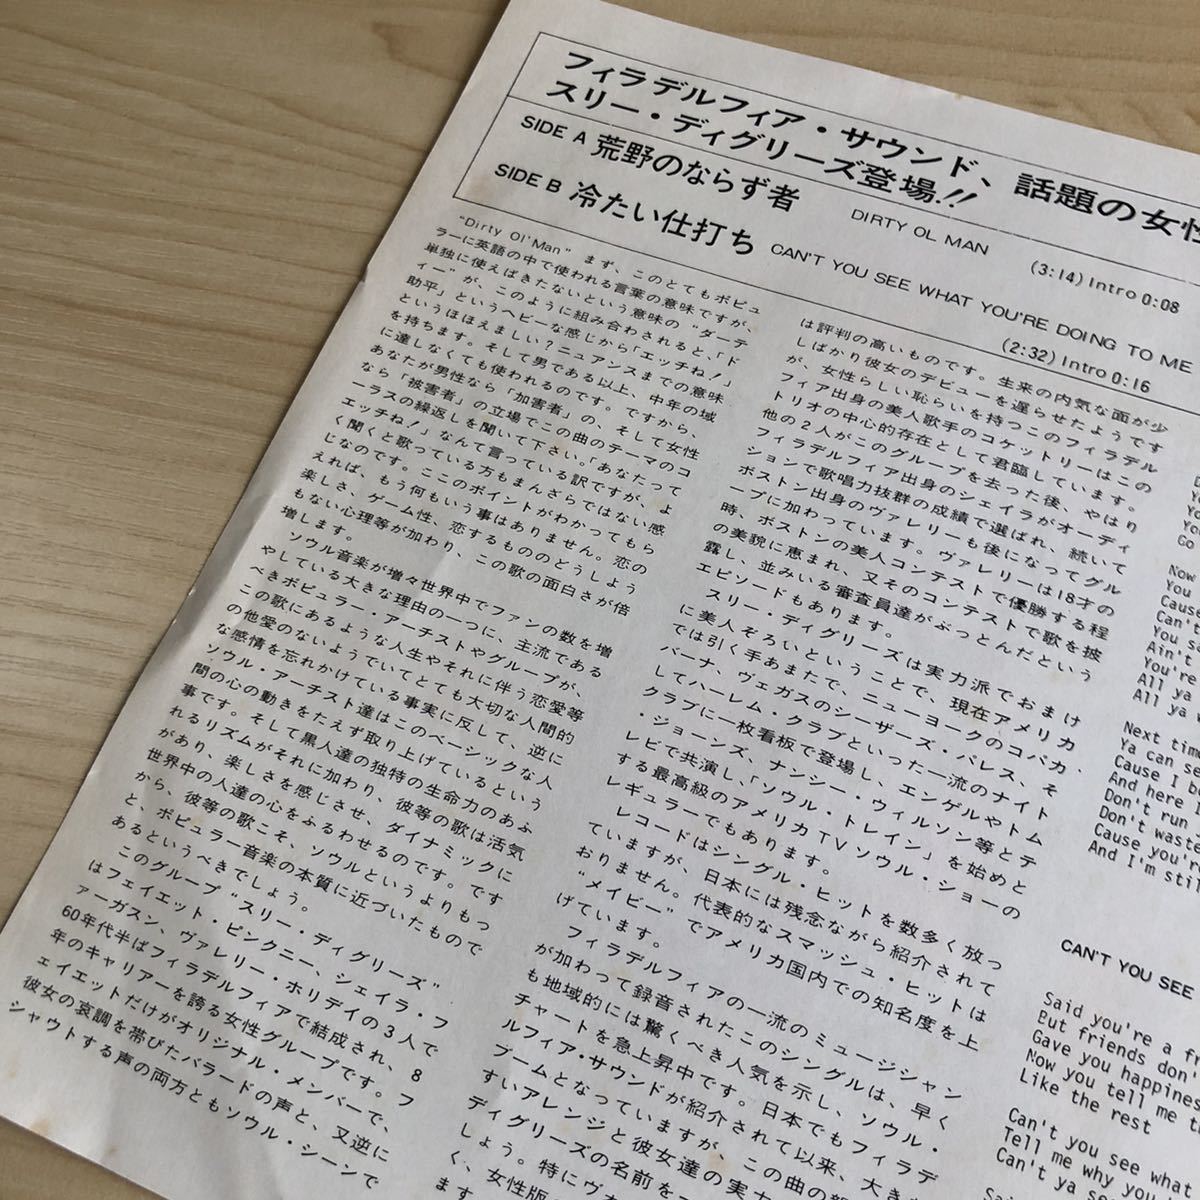 フィラデルフィア・サウンド、話題の女性
スリー・ディグリーズ登場!!
SIDE A 荒野のならず者 DIRTY OL MAN (3:14) Intro 0:08
SIDE B 冷たい仕打ち CAN'T YOU SEE WHAT YOU'RE DOING TO ME
(2:32) Intro 0:16
"Dirty Ol'Man" まず、このとてもポピュ
ラーに英語の中で使われる言葉の意味ですが、
単独に使えばきたないという意味の "ダーテ
ィー" が、このように組み合わされると、「ド
助平」というヘビーな感じから「エッチね!」
というほほえましい?ニュアンスまでの意味
を持ちます。そして男である以上、中年の域
に達しなくても使われるのです。ですから、
あなたが男性なら「加害者」の、そして女性
なら「被害者」の立場でこの曲のテーマのコ
ーラスの繰返しを聞いて下さい。「あなたって
エッチね!」なんて言っている訳ですが、よ
く聞くと歌っている方もまんざらではない感
じなのです。ここのポイントがわかってもら
えれば、もう何もいう事はありません。恋の
楽しさ、ゲーム性、恋するもののどうしよう
もない心理等が加わり、この歌の面白さが倍
増します。
ソウル音楽が増々世界中でファンの数を増
やしている大きな理由の一つに、主流である
べきポピュラー・アーチストやグループが、
この歌にあるような人生やそれに伴う恋愛等
の他愛のないようでいてとても大切な人間的
な感情を忘れかけている事実に反して、逆に
ソウル・アーチスト達はこのベーシックな人
間の心の動きをたえず取り上げているという
事です。そして黒人達の独特の生命力のあふ
れるリズムがそれに加わり、彼等の歌は活気
があり、楽しさを感じさせ、ダイナミックに
世界中の人達の心をふるわせるのです。です
から、彼等の歌こそ、ソウルというよりもっ
と、ポピュラー音楽の本質に近づいたもので
あるというべきでしょう。
このグループ "スリー・ディグリーズ"
はフェイエット・ピンクニー、シェイラ・フ
ァーガスン、ヴァレリー・ホリデイの3人で
60年代半ばフィラデルフィアで結成され、8
年のキャリアーを誇る女性グループです。フ
ェイエットだけがオリジナル・メンバーで、
彼女の哀調を帯びたバラードの声と、又逆に
シャウトする声の両方ともソウル・シーンで
は評判の高いものです。生来の内気な面が少
しばかり彼女のデビューを遅らせたようです
が、女性らしい恥らいを持つこのフィラデル
フィア出身の美人歌手のコケットリーはこの
トリオの中心的存在として君臨しています。
他の2人がこのグループを去った後、やはり
フィラデルフィア出身のシェイラがオーディ
ションで歌唱力抜群の成績で選ばれ、続いて
ボストン出身のヴァレリーも後になってグル
ープに加わっています。ヴァレリーは18才の
時、ボストンの美人コンテストで優勝する程
の美貌に恵まれ、又そのコンテストで歌を披
露し、並みいる審査員達がぶっとんだという
エピソードもあります。
スリー・ディグリーズは実力派でおまけ
に美人そろいということで、現在アメリカ
では引く手あまたで、ニューヨークのコパカ
バーナ、ヴェガスのシーザーズ・パレス、そ
してハーレム・クラブといった一流のナイト
クラブに一枚看板で登場し、エンゲルやトム
・ジョーンズ、ナンシー・ウィルソン等とテ
レビで共演し、「ソウル・トレイン」を始めと
する最高級のアメリカTVソウル・ショーの
レギュラーでもあります。
レコードはシングル・ヒットを数多く放っ
ていますが、日本には残念ながら紹介されて
おりません。代表的なスマッシュ・ヒットは
"メイビー" でアメリカ国内での知名度を上
げています。
フィラデルフィアの一流のミュージシャン
が加わって録音されたこのシングルは、早く
も地域的には驚くべき人気を示し、ソウル・
チャートを急上昇中です。日本でもフィラデ
ルフィア・サウンドが紹介されて以来、大き
ブームとなっていますが、この曲の
すいアレンジと彼女達の実力
ディグリーズの名前を
しょう。特にヴォ
く、女性版
ます。
Go
Now
You
Cause
Can't
You sa
Ain't
You're
All ya
All ya
Next time
Ya can se
Cause I b
And here
Don't run
Don't waste
Cause you'r
And I'm stil
CAN'T YOU SEE
Said you're a fr
But friends don'
Gave you happiness
Now you tell me th
Like the rest
Can't you see what
Tell me why you
Can't ya s
Sai